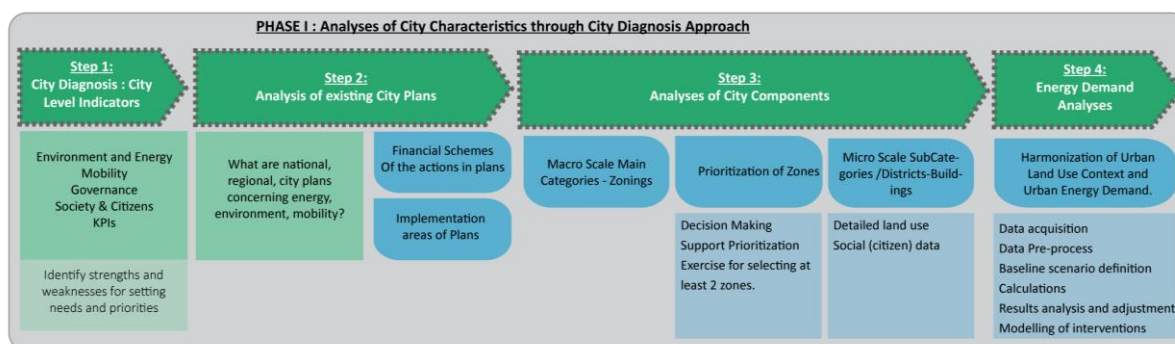 PHASE I : Analyses of City Characteristics through City Diagnosis Approach
Step 1:
City Diagnosis : City
Level Indicators
Environment and Energy
Mobility
Governance
Society & Citizens
KPIs
Identify strengths and
weaknesses for setting
needs and priorities
Step 2:
Analysis of existing City Plans
What are national,
regional, city plans
concerning energy,
environment, mobility?
Financial Schemes
Of the actions in plans
Implementation
areas of Plans
Step 3:
Analyses of City Components
Macro Scale Main
Categories - Zonings
Prioritization of Zones
Decision Making
Support Prioritization
Exercise for selecting at
least 2 zones.
Micro Scale SubCate-
gories /Districts-Build-
ings
Detailed land use
Social (citizen) data
Step 4:
Energy Demand
Analyses
Harmonization of Urban
Land Use Context and
Urban Energy Demand.
Data acquisition
Data Pre-process
Baseline scenario definition
Calculations
Results analysis and adjustment
Modelling of interventions